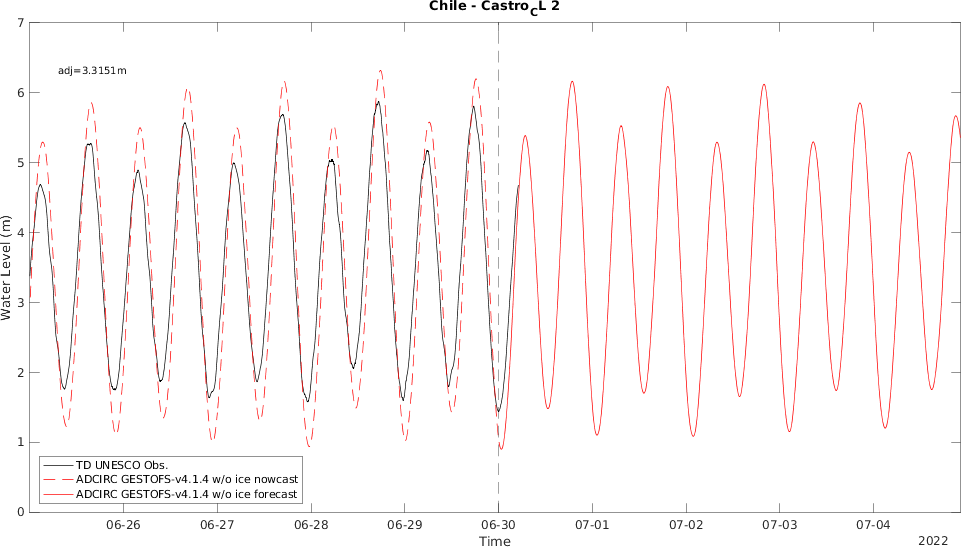 Chile - Castro_CL 2
adj=3.3151m
Water Level (m)
7
6
5
4
3
2
1
0
TD UNESCO Obs.
ADCIRC GESTOFS-v4.1.4 w/o ice nowcast
ADCIRC GESTOFS-v4.1.4 w/o ice forecast
06-26 06-27 06-28 06-29 06-30 07-01 07-02 07-03 07-04
Time
2022